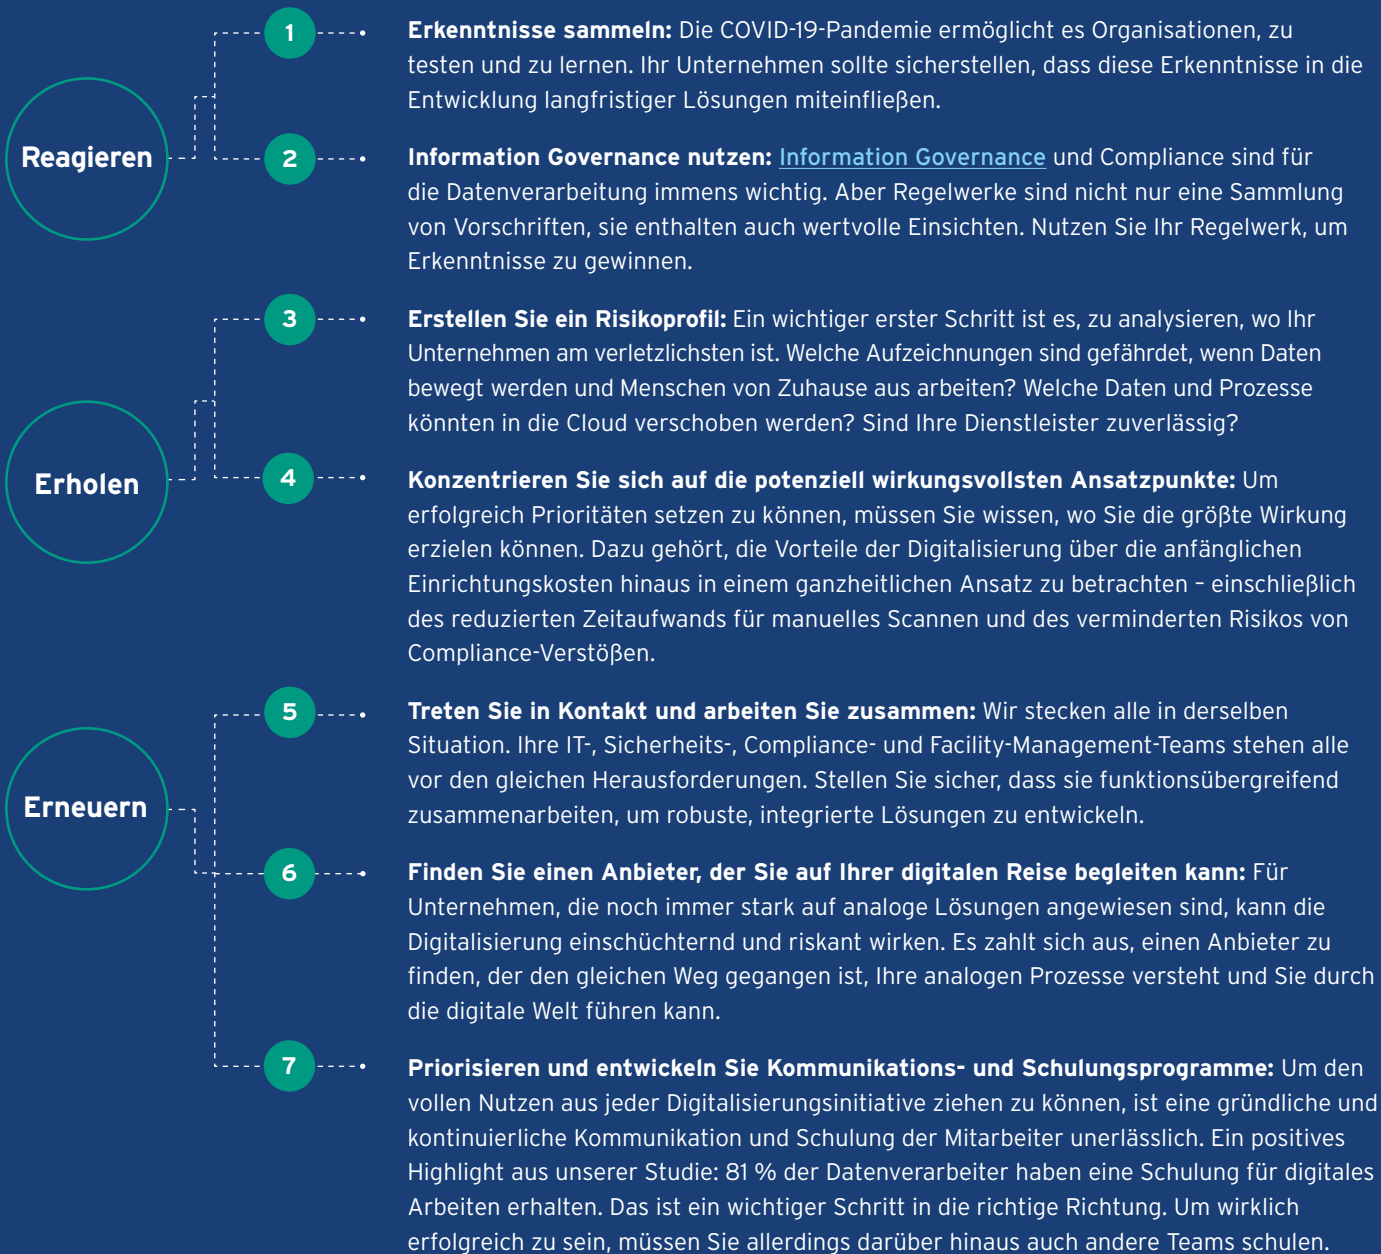 Reagieren
1
Erkenntnisse sammeln: Die COVID-19-Pandemie ermöglicht es Organisationen, zu
testen und zu lernen. Ihr Unternehmen sollte sicherstellen, dass diese Erkenntnisse in die
Entwicklung langfristiger Lösungen miteinfließen.
2
Information Governance nutzen: Information Governance und Compliance sind für
die Datenverarbeitung immens wichtig. Aber Regelwerke sind nicht nur eine Sammlung
von Vorschriften, sie enthalten auch wertvolle Einsichten. Nutzen Sie Ihr Regelwerk, um
Erkenntnisse zu gewinnen.
Erholen
3
Erstellen Sie ein Risikoprofil: Ein wichtiger erster Schritt ist es, zu analysieren, wo Ihr
Unternehmen am verletzlichsten ist. Welche Aufzeichnungen sind gefährdet, wenn Daten
bewegt werden und Menschen von Zuhause aus arbeiten? Welche Daten und Prozesse
könnten in die Cloud verschoben werden? Sind Ihre Dienstleister zuverlässig?
4
Konzentrieren Sie sich auf die potenziell wirkungsvollsten Ansatzpunkte: Um
erfolgreich Prioritäten setzen zu können, müssen Sie wissen, wo Sie die größte Wirkung
erzielen können. Dazu gehört, die Vorteile der Digitalisierung über die anfänglichen
Einrichtungskosten hinaus in einem ganzheitlichen Ansatz zu betrachten – einschließlich
des reduzierten Zeitaufwands für manuelles Scannen und des verminderten Risikos von
Compliance-Verstößen.
Erneuern
5
Treten Sie in Kontakt und arbeiten Sie zusammen: Wir stecken alle in derselben
Situation. Ihre IT-, Sicherheits-, Compliance- und Facility-Management-Teams stehen alle
vor den gleichen Herausforderungen. Stellen Sie sicher, dass sie funktionsübergreifend
zusammenarbeiten, um robuste, integrierte Lösungen zu entwickeln.
6
Finden Sie einen Anbieter, der Sie auf Ihrer digitalen Reise begleiten kann: Für
Unternehmen, die noch immer stark auf analoge Lösungen angewiesen sind, kann die
Digitalisierung einschüchternd und riskant wirken. Es zahlt sich aus, einen Anbieter zu
finden, der den gleichen Weg gegangen ist, Ihre analogen Prozesse versteht und Sie durch
die digitale Welt führen kann.
7
Priorisieren und entwickeln Sie Kommunikations- und Schulungsprogramme: Um den
vollen Nutzen aus jeder Digitalisierungsinitiative ziehen zu können, ist eine gründliche und
kontinuierliche Kommunikation und Schulung der Mitarbeiter unerlässlich. Ein positives
Highlight aus unserer Studie: 81 % der Datenverarbeiter haben eine Schulung für digitales
Arbeiten erhalten. Das ist ein wichtiger Schritt in die richtige Richtung. Um wirklich
erfolgreich zu sein, müssen Sie allerdings darüber hinaus auch andere Teams schulen.